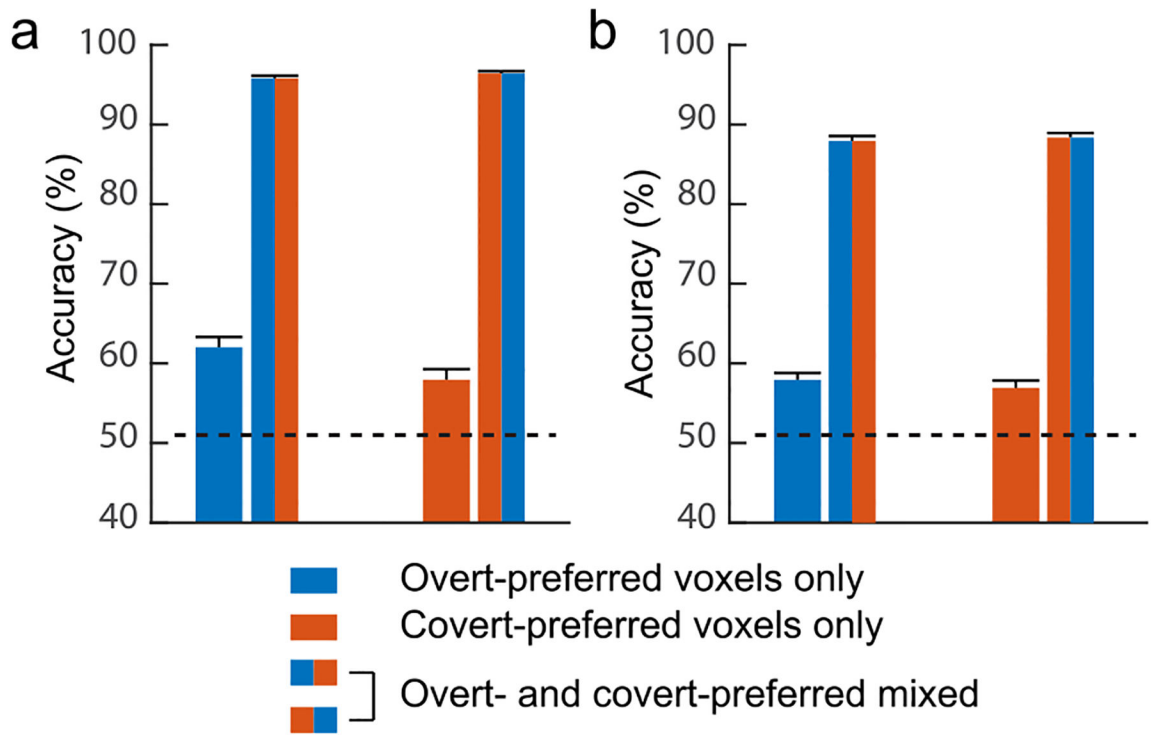 a
100
90
80
70
60
50
40
Accuracy (%)
b
100
90
80
70
60
50
40
Accuracy (%)
Overt-preferred voxels only
Covert-preferred voxels only
Overt- and covert-preferred mixed